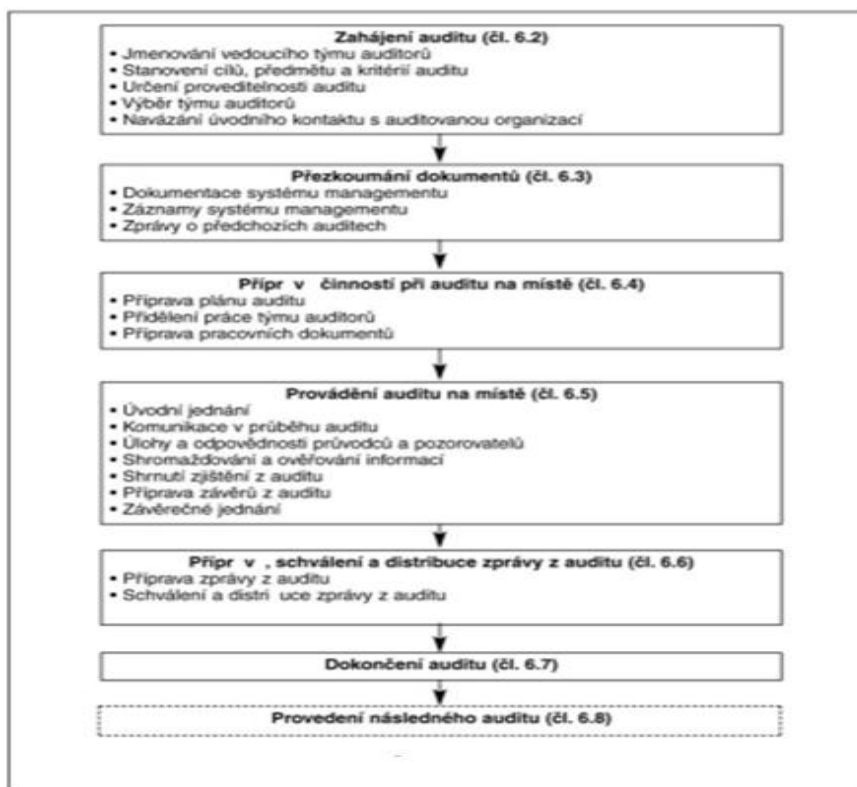 Zahájení auditu (čl. 6.2)
• Jmenování vedoucího týmu auditorů
• Stanovení cílů, předmětu a kritérií auditu
• Určení proveditelnosti auditu
• Výběr týmu auditorů
• Navázání úvodního kontaktu s auditovanou organizací
Přezkoumání dokumentů (čl. 6.3)
• Dokumentace systému managementu
• Záznamy systému managementu
• Zprávy o předchozích auditech
Přípr v činností při auditu na místě (čl. 6.4)
• Příprava plánu auditu
• Přidělení práce týmu auditorů
• Příprava pracovních dokumentů
Provádění auditu na místě (čl. 6.5)
• Úvodní jednání
• Komunikace v průběhu auditu
• Úlohy a odpovědnosti průvodců a pozorovatelů
• Shromažďování a ověřování informací
• Shrnutí zjištění z auditu
• Příprava závěrů z auditu
• Závěrečné jednání
Přípr v , schválení a distribuce zprávy z auditu (čl. 6.6)
• Příprava zprávy z auditu
• Schválení a distri uce zprávy z auditu
Dokončení auditu (čl. 6.7)
Provedení následného auditu (čl. 6.8)